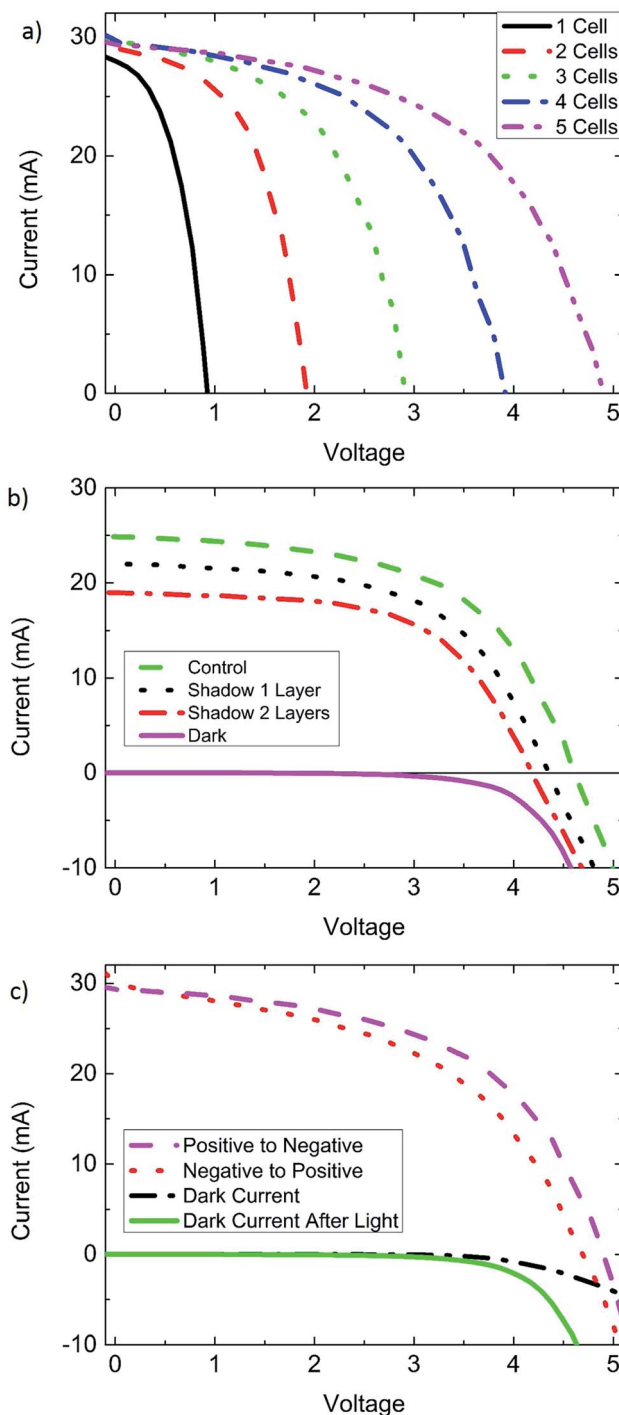 a)
30
20
10
0
Current (mA)
1 Cell
2 Cells
3 Cells
4 Cells
5 Cells
0 1 2 3 4 5
Voltage
b)
30
20
10
0
-10
Current (mA)
Control
Shadow 1 Layer
Shadow 2 Layers
Dark
0 1 2 3 4 5
Voltage
c)
30
20
10
0
-10
Current (mA)
Positive to Negative
Negative to Positive
Dark Current
Dark Current After Light
0 1 2 3 4 5
Voltage